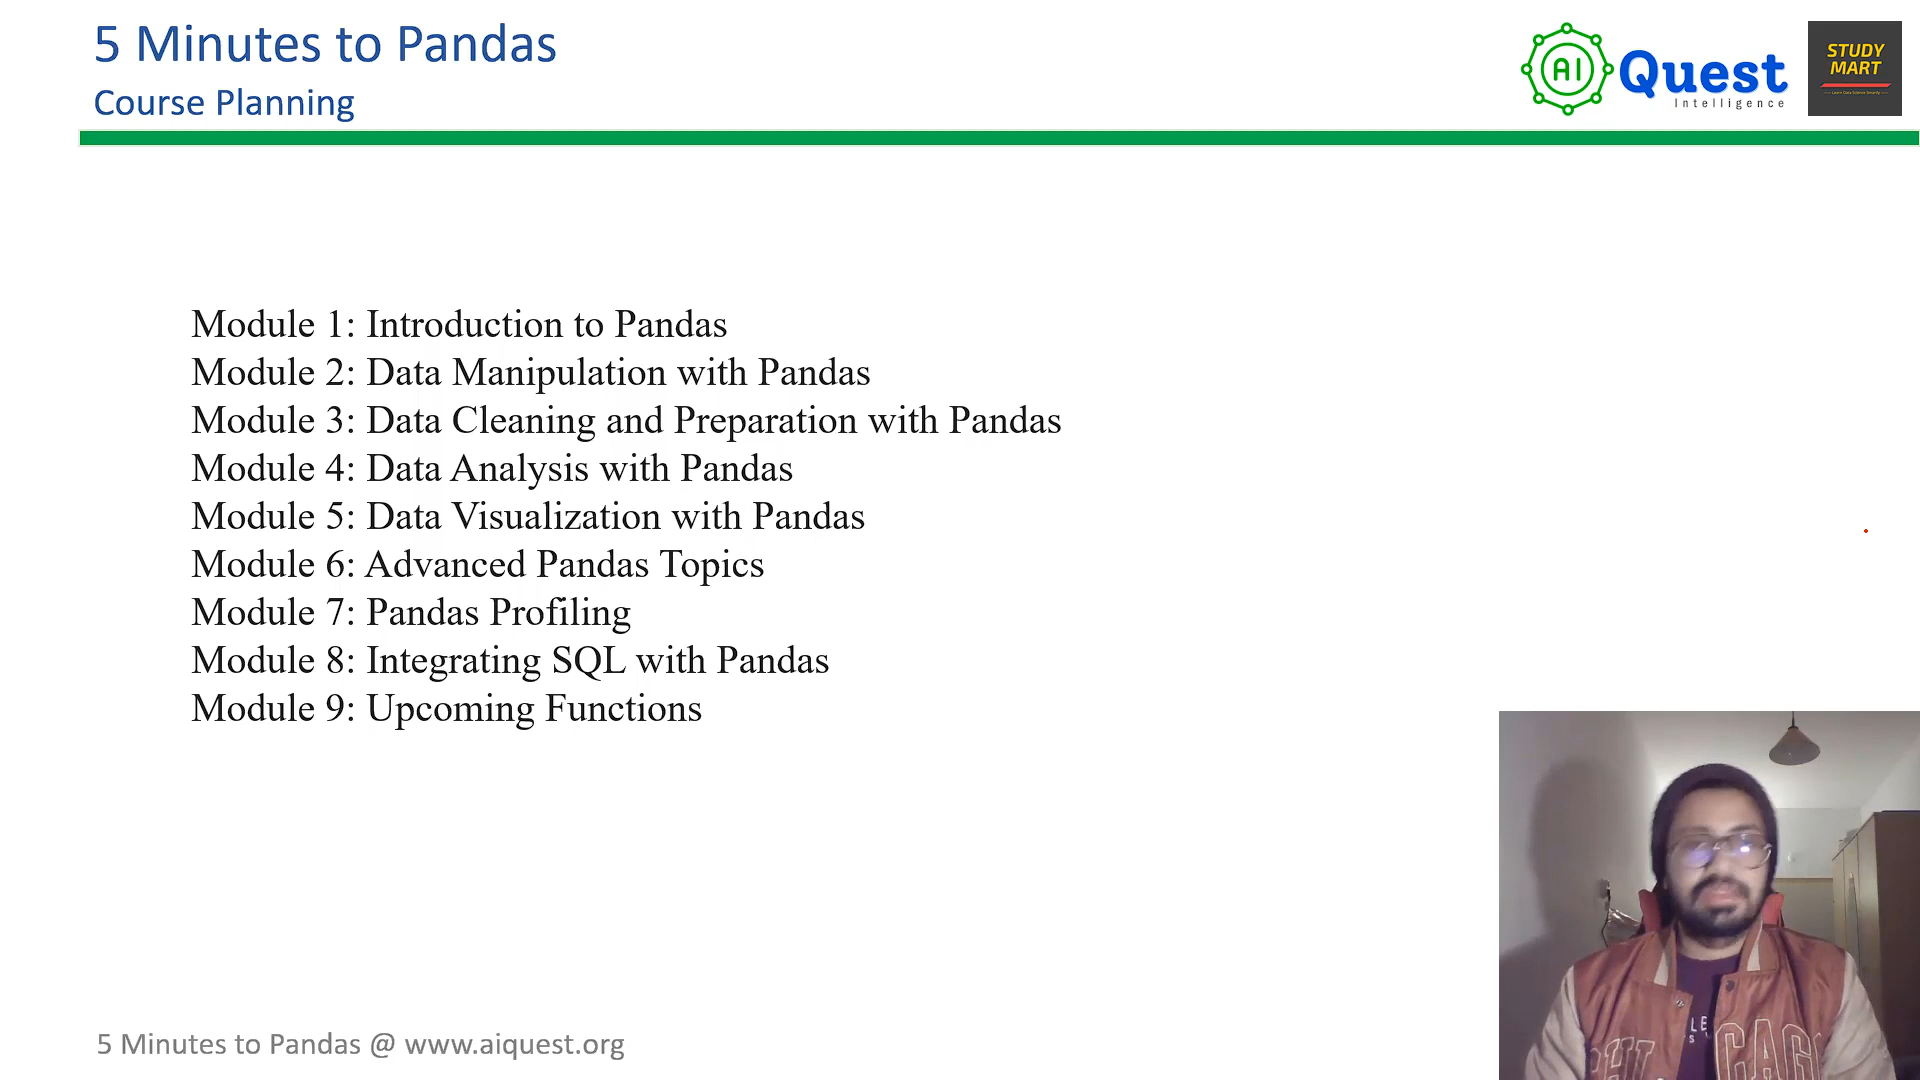 5 Minutes to Pandas
Course Planning
AI Quest
Intelligence
STUDY
MART
Module 1: Introduction to Pandas
Module 2: Data Manipulation with Pandas
Module 3: Data Cleaning and Preparation with Pandas
Module 4: Data Analysis with Pandas
Module 5: Data Visualization with Pandas
Module 6: Advanced Pandas Topics
Module 7: Pandas Profiling
Module 8: Integrating SQL with Pandas
Module 9: Upcoming Functions
5 Minutes to Pandas @ www.aiquest.org